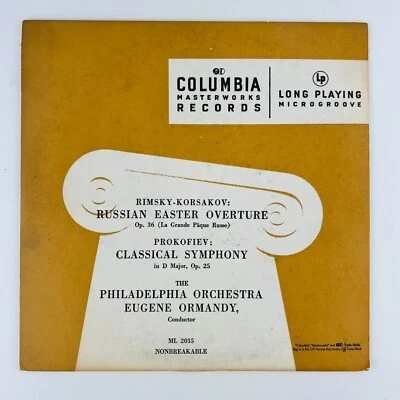 COLUMBIA
MASTERWORKS
RECORDS
LP
LONG PLAYING
MICROGROOVE
RIMSKY-KORSAKOV:
RUSSIAN EASTER OVERTURE
Op. 36 (La Grande Pâque Russe)
PROKOFIEV:
CLASSICAL SYMPHONY
in D Major, Op. 25
THE
PHILADELPHIA ORCHESTRA
EUGENE ORMANDY,
Conductor
ML 2035
NONBREAKABLE